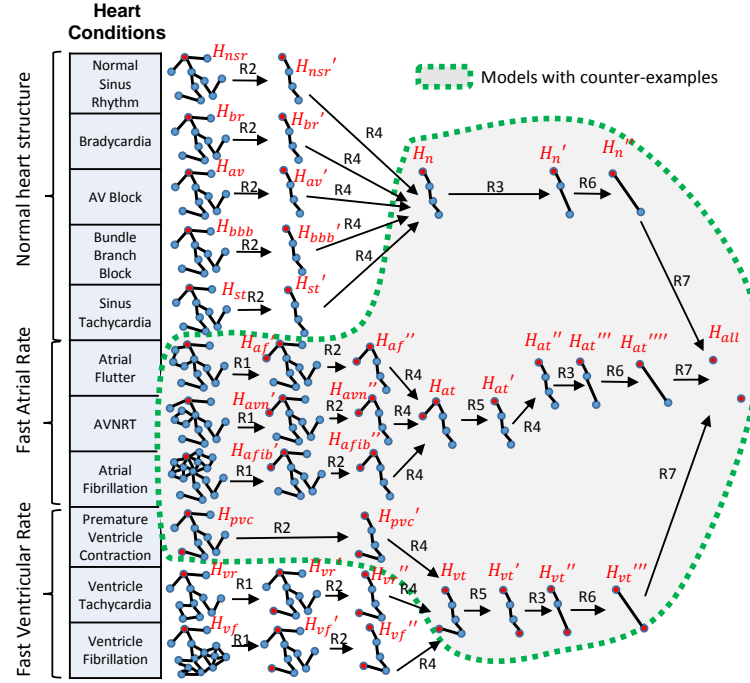 Heart
Conditions
Models with counter-examples
Normal heart structure
Fast Atrial Rate
Fast Ventricular Rate
Normal
Sinus
Rhythm
H_nsr
R2
H_nsr'
R4
Bradycardia
H_br
R2
H_br'
R4
AV Block
H_av
R2
H_av'
R4
Bundle
Branch
Block
H_bbb
R2
H_bbb'
R4
Sinus
Tachycardia
H_st
R2
H_st'
R4
H_n
R3
H_n'
R6
H_n''
R7
Atrial
Flutter
R1
H_af
R2
H_af''
R4
AVNRT
R1
H_avn'
R2
H_avn''
R4
Atrial
Fibrillation
R1
H_afib'
R2
H_afib''
R4
H_at
R5
H_at'
R4
H_at''
R3
H_at'''
R6
H_at''''
R7
H_all
Premature
Ventricle
Contraction
H_pvc
R2
H_pvc'
R4
Ventricle
Tachycardia
H_vr
R1
H_vr'
R2
H_vr''
R4
Ventricle
Fibrillation
H_vf
R1
H_vf'
R2
H_vf''
R4
H_vt
R5
H_vt'
R3
H_vt''
R6
H_vt'''
R7